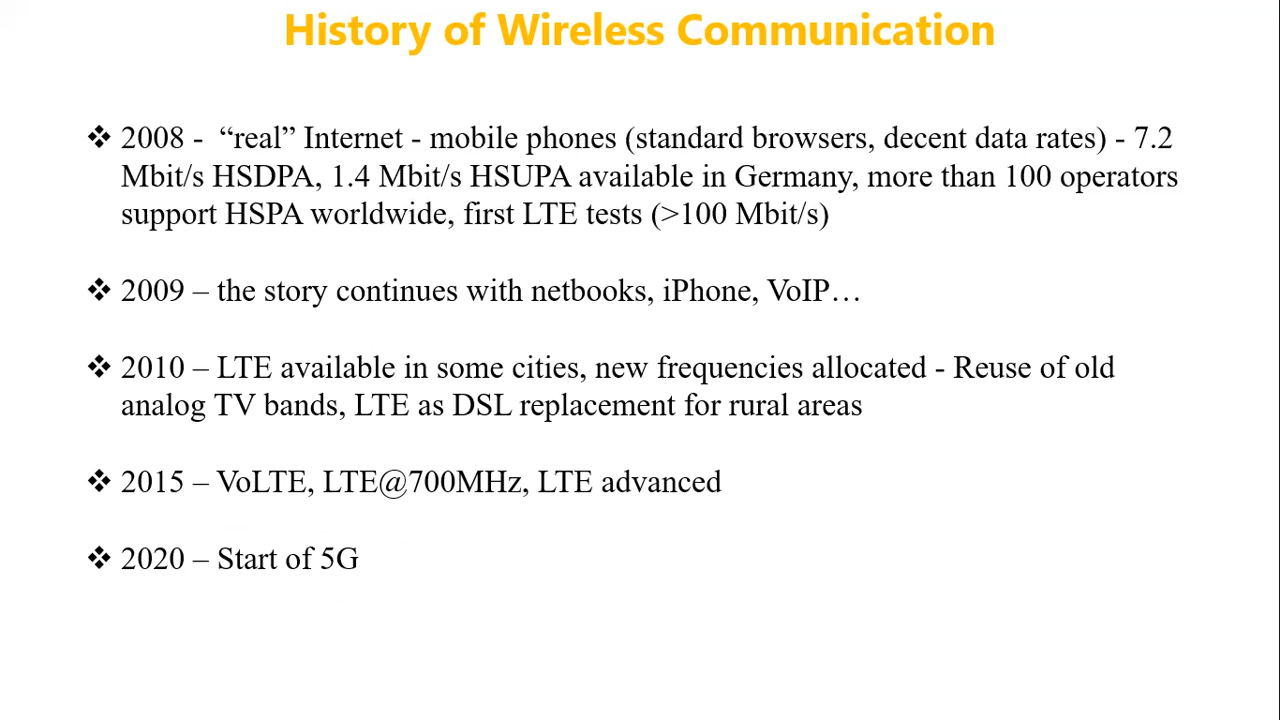 History of Wireless Communication
❖ 2008 - “real” Internet - mobile phones (standard browsers, decent data rates) - 7.2
Mbit/s HSDPA, 1.4 Mbit/s HSUPA available in Germany, more than 100 operators
support HSPA worldwide, first LTE tests (>100 Mbit/s)
❖ 2009 – the story continues with netbooks, iPhone, VoIP…
❖ 2010 – LTE available in some cities, new frequencies allocated - Reuse of old
analog TV bands, LTE as DSL replacement for rural areas
❖ 2015 – VoLTE, LTE@700MHz, LTE advanced
❖ 2020 – Start of 5G